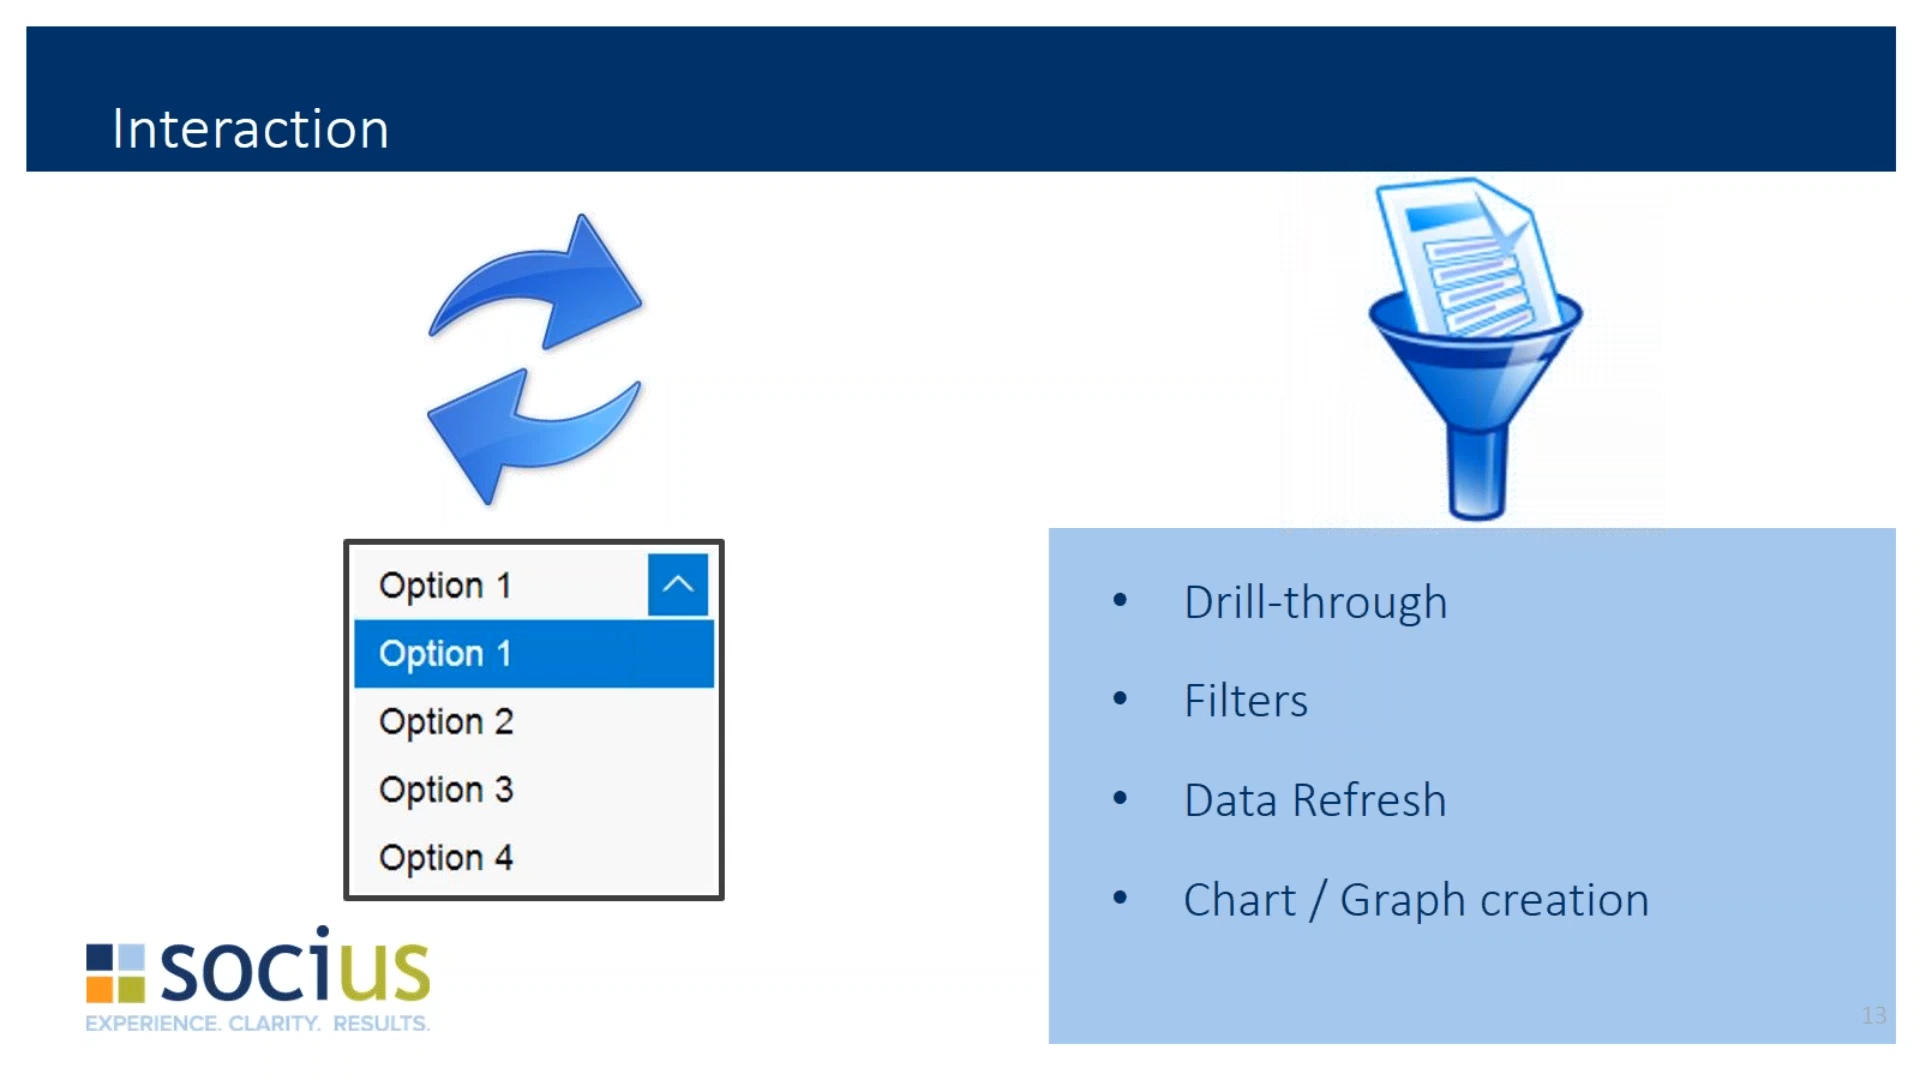 Interaction
Option 1
Option 1
Option 2
Option 3
Option 4
• Drill-through
• Filters
• Data Refresh
• Chart / Graph creation
socius
EXPERIENCE. CLARITY. RESULTS.
13